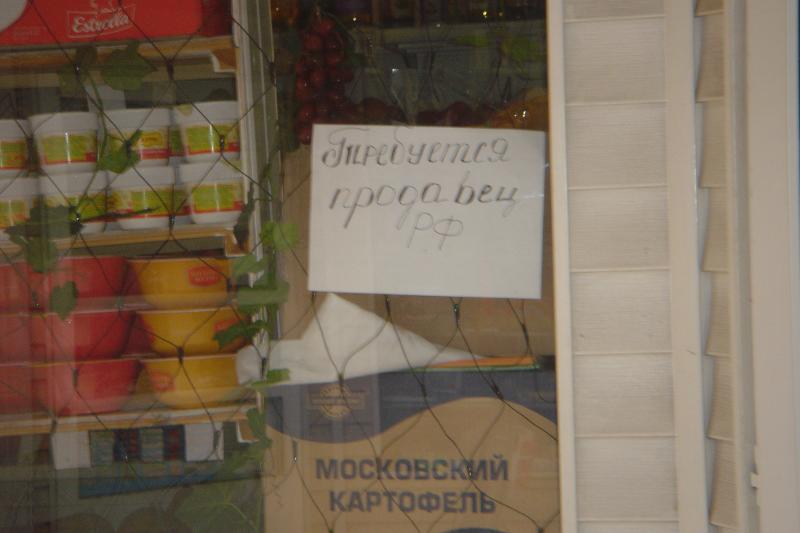 Estrella
Требуется
продавец
РФ
МОСКОВСКИЙ
КАРТОФЕЛЬ